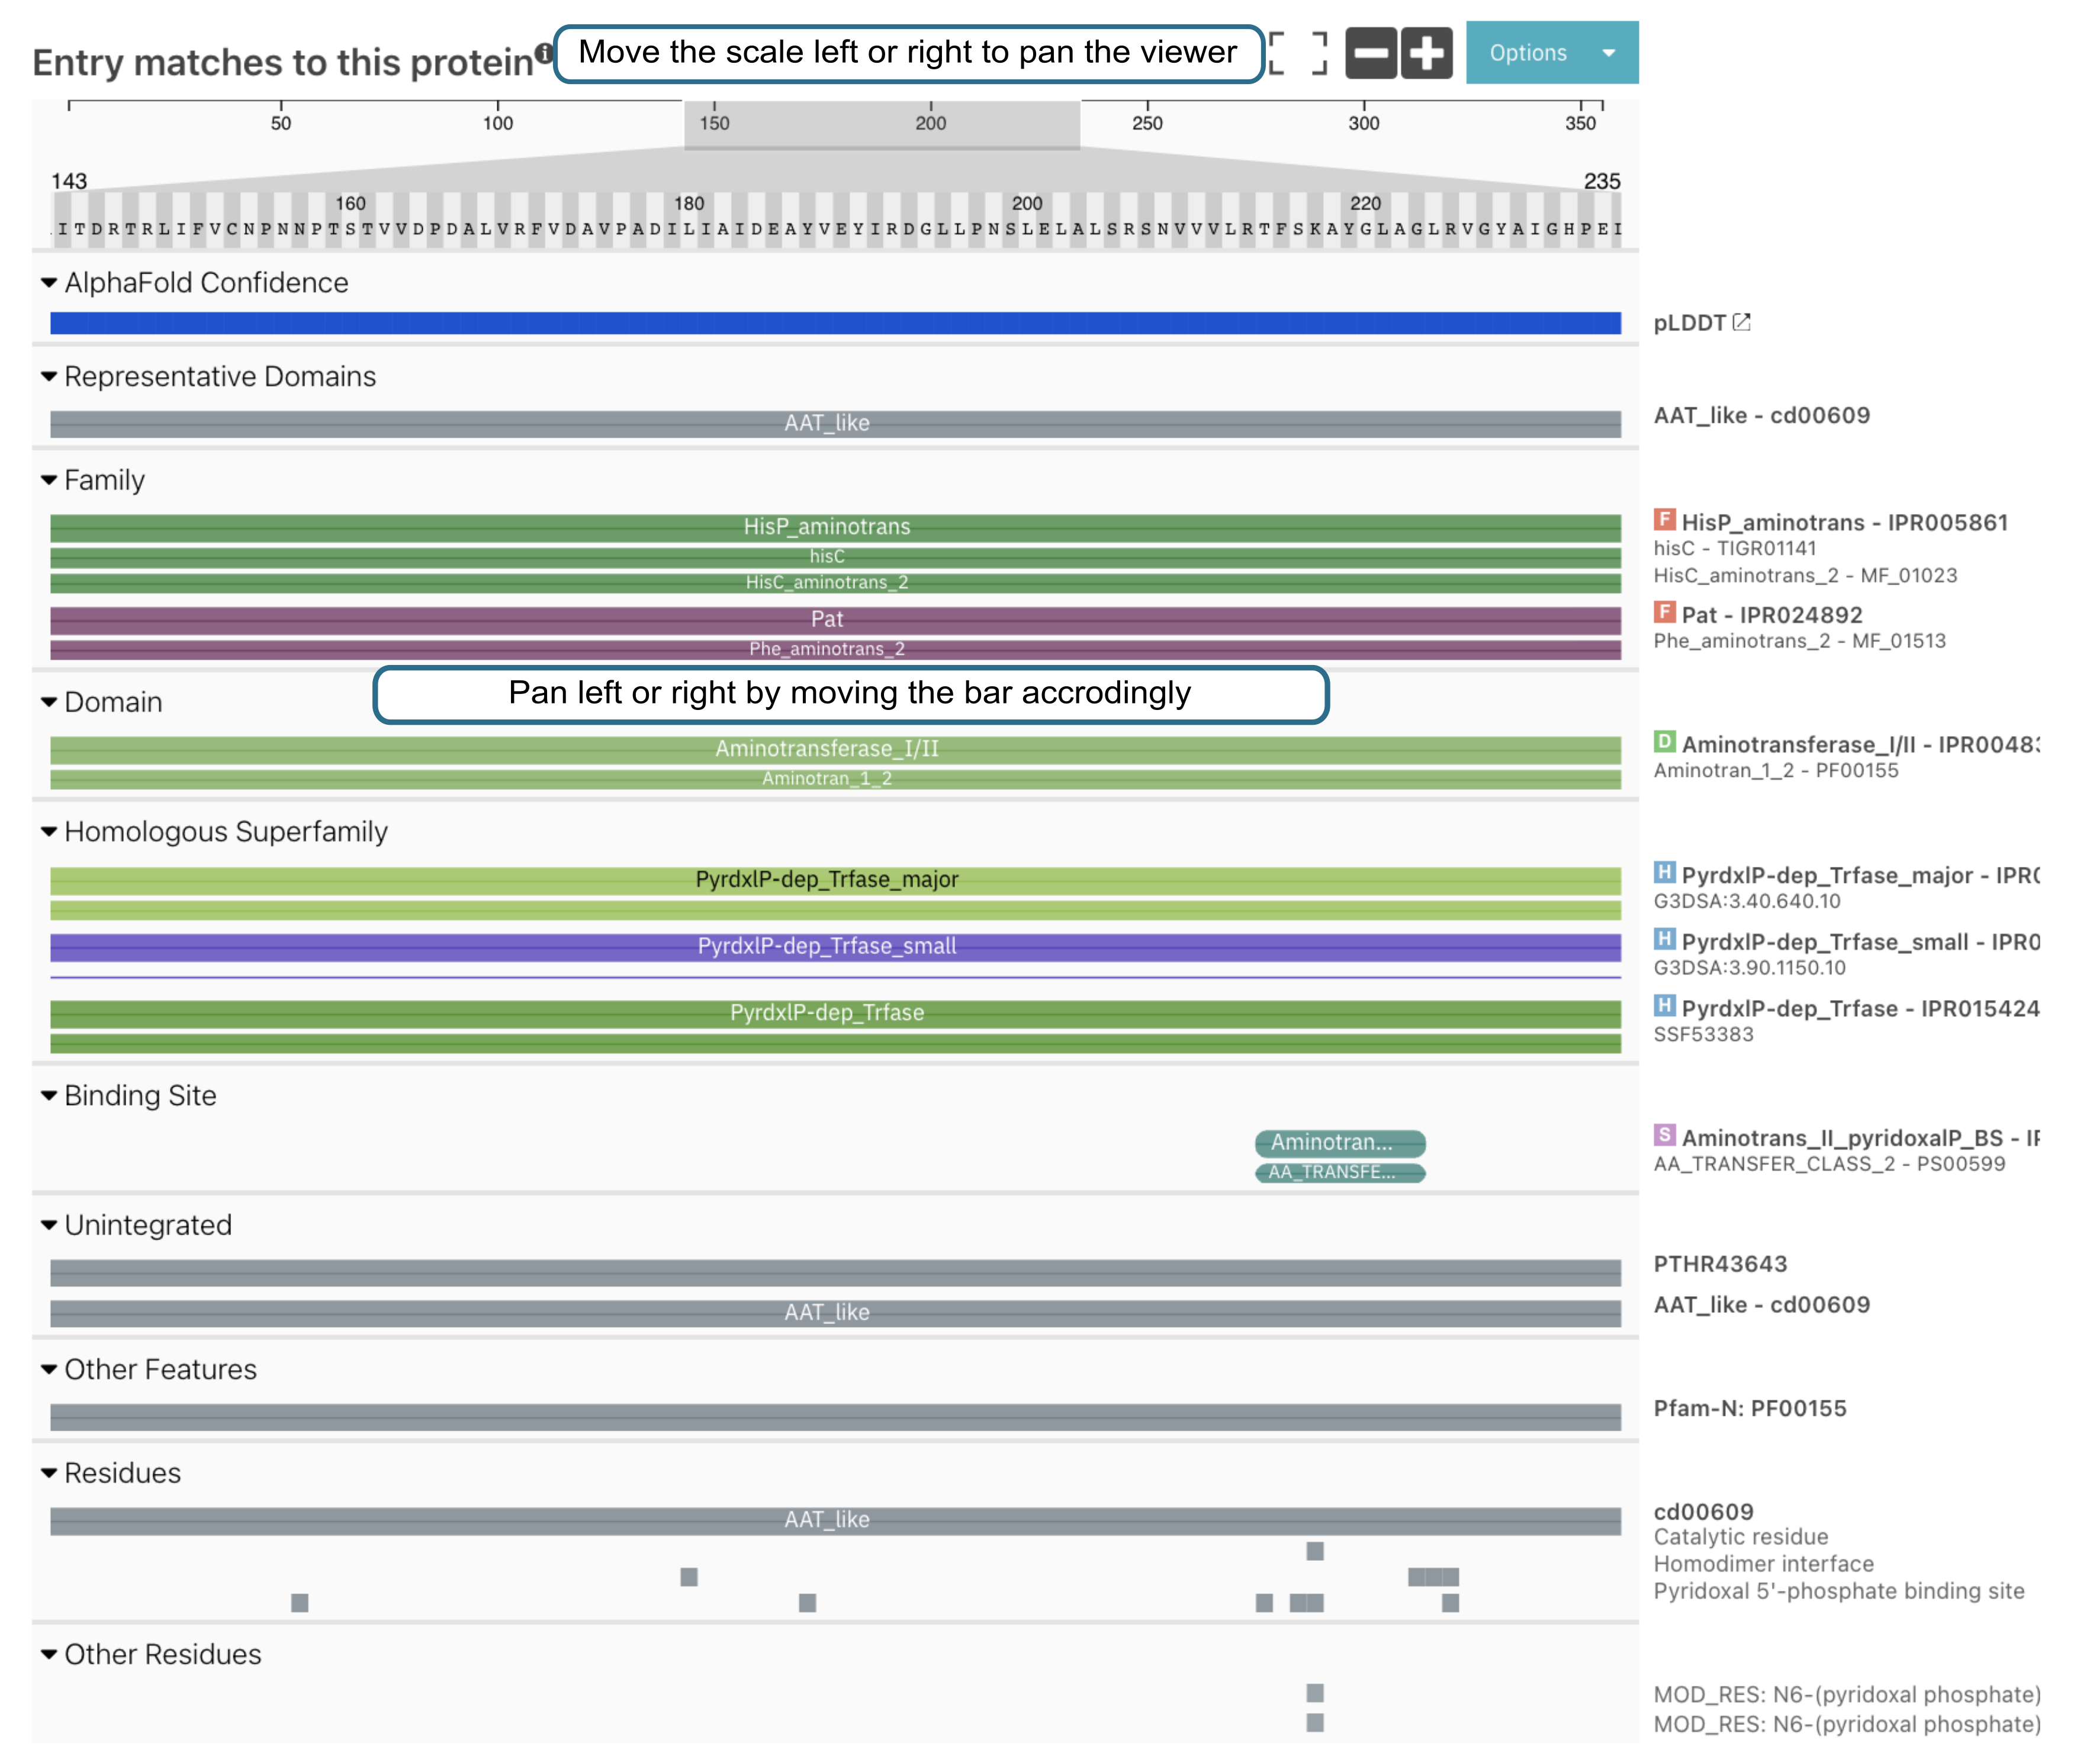 Entry matches to this protein
Move the scale left or right to pan the viewer
Options
50 100 150 200 250 300 350
143 235
160 180 200 220
ITDRTRLIFVCNPNNPTSTVVDPDALVRFVDAVPADILIAIDEAYVEYIRDGLLPNSLELALSRSNVVVLRTFSKAYGLAGLRVGYAIGHPEI
AlphaFold Confidence
pLDDT
Representative Domains
AAT_like
AAT_like - cd00609
Family
HisP_aminotrans
HisP_aminotrans - IPR005861
hisC
hisC - TIGR01141
HisC_aminotrans_2
HisC_aminotrans_2 - MF_01023
Pat
Pat - IPR024892
Phe_aminotrans_2
Phe_aminotrans_2 - MF_01513
Domain
Pan left or right by moving the bar accrodingly
Aminotransferase_I/II
D Aminotransferase_I/II - IPR0048
Aminotran_1_2
Aminotran_1_2 - PF00155
Homologous Superfamily
PyrdxlP-dep_Trfase_major
H PyrdxlP-dep_Trfase_major - IPR0
G3DSA:3.40.640.10
PyrdxlP-dep_Trfase_small
H PyrdxlP-dep_Trfase_small - IPR0
G3DSA:3.90.1150.10
PyrdxlP-dep_Trfase
H PyrdxlP-dep_Trfase - IPR015424
SSF53383
Binding Site
Aminotran...
S Aminotrans_II_pyridoxalP_BS -
AA_TRANSFE...
AA_TRANSFER_CLASS_2 - PS00599
Unintegrated
PTHR43643
AAT_like
AAT_like - cd00609
Other Features
Pfam-N: PF00155
Residues
AAT_like
cd00609
Catalytic residue
Homodimer interface
Pyridoxal 5'-phosphate binding site
Other Residues
MOD_RES: N6-(pyridoxal phosphate)
MOD_RES: N6-(pyridoxal phosphate)